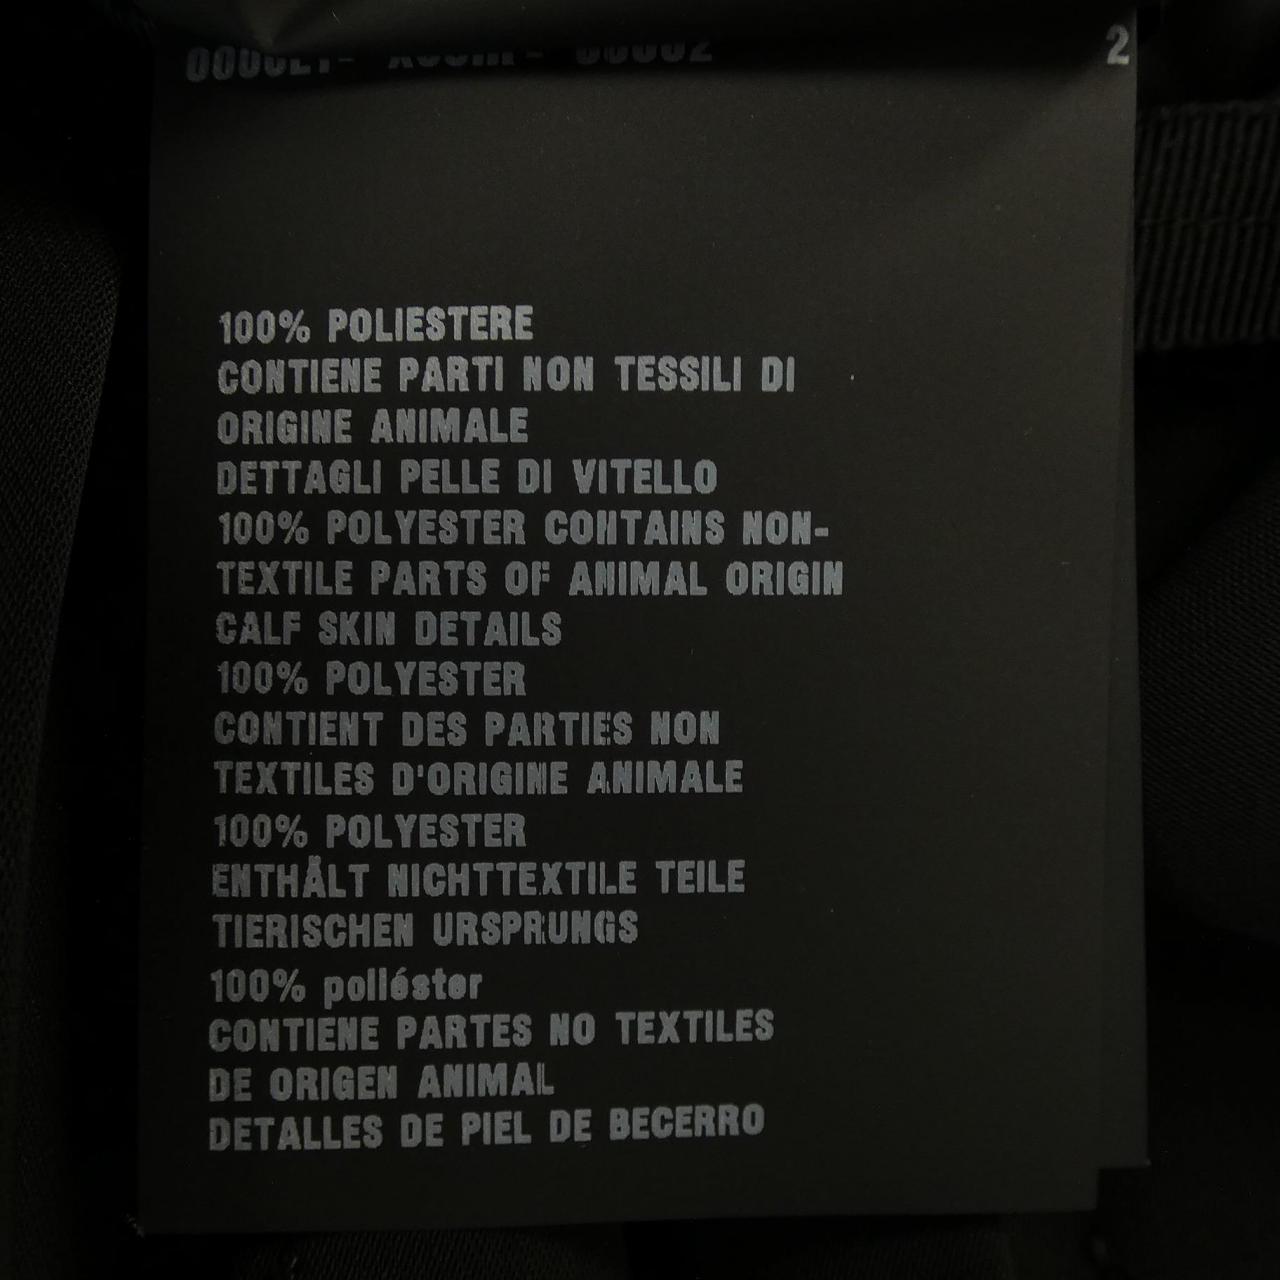 2
100% POLIESTERE
CONTIENE PARTI NON TESSILI DI
ORIGINE ANIMALE
DETTAGLI PELLE DI VITELLO
100% POLYESTER CONTAINS NON-
TEXTILE PARTS OF ANIMAL ORIGIN
CALF SKIN DETAILS
100% POLYESTER
CONTIENT DES PARTIES NON
TEXTILES D'ORIGINE ANIMALE
100% POLYESTER
ENTHÄLT NICHTTEXTILE TEILE
TIERISCHEN URSPRUNGS
100% poliéster
CONTIENE PARTES NO TEXTILES
DE ORIGEN ANIMAL
DETALLES DE PIEL DE BECERRO